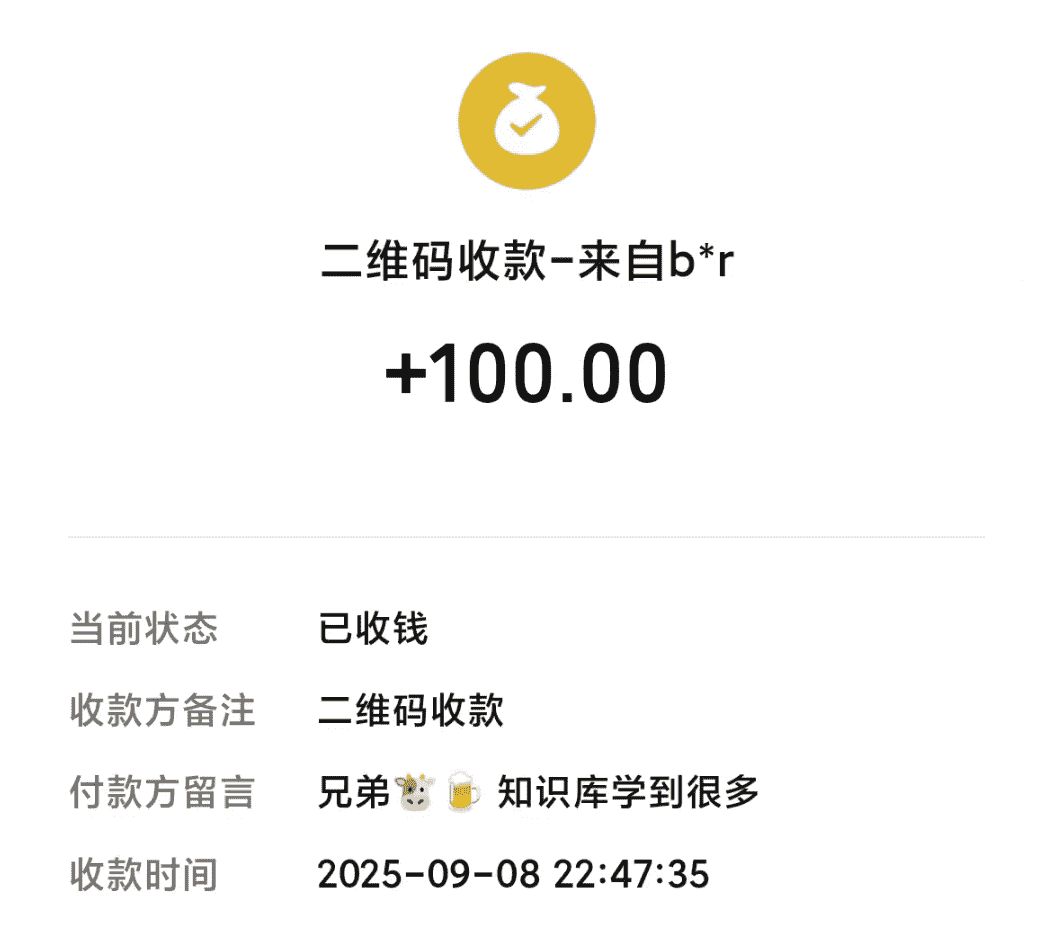 二维码收款-来自b*r
+100.00
当前状态 已收钱
收款方备注 二维码收款
付款方留言 兄弟🐮🍺 知识库学到很多
收款时间 2025-09-08 22:47:35